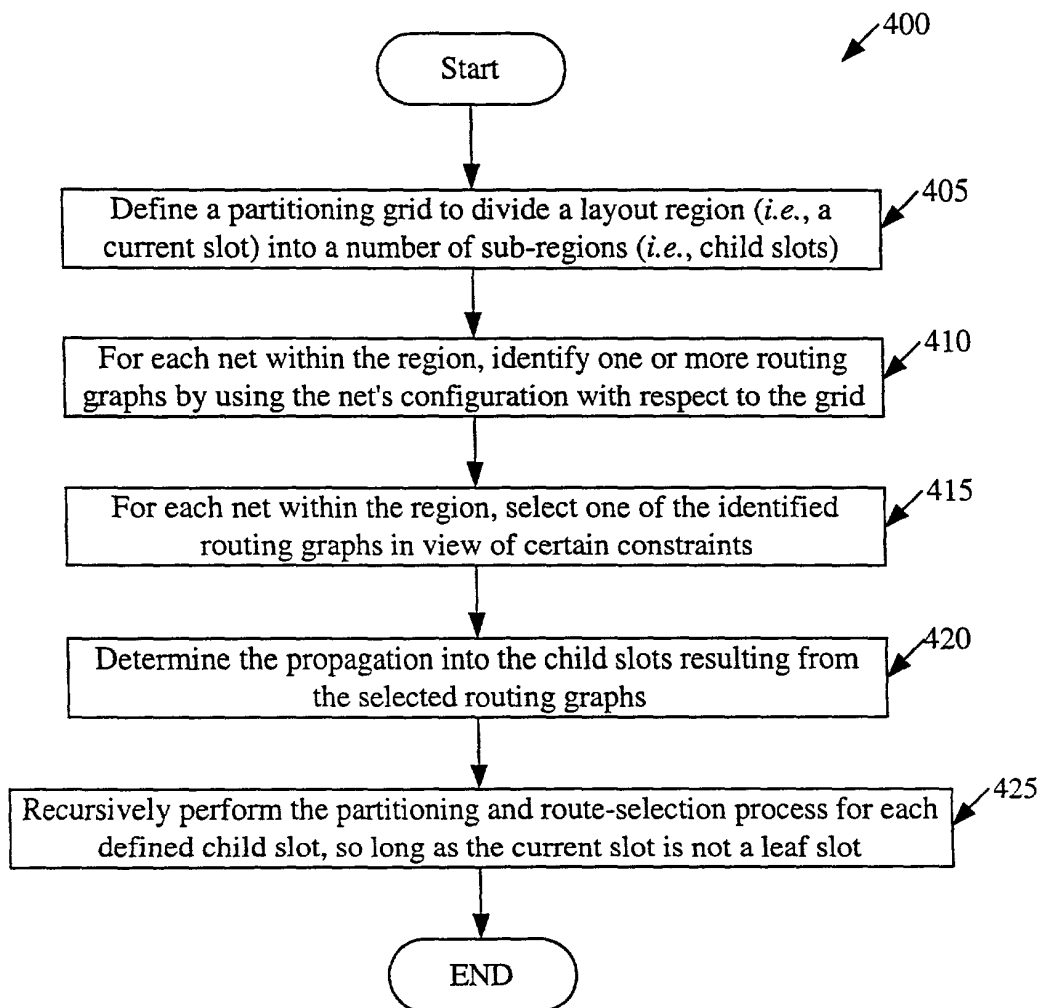 400
Start
405
Define a partitioning grid to divide a layout region (i.e., a
current slot) into a number of sub-regions (i.e., child slots)
410
For each net within the region, identify one or more routing
graphs by using the net's configuration with respect to the grid
415
For each net within the region, select one of the identified
routing graphs in view of certain constraints
420
Determine the propagation into the child slots resulting from
the selected routing graphs
425
Recursively perform the partitioning and route-selection process for each
defined child slot, so long as the current slot is not a leaf slot
END